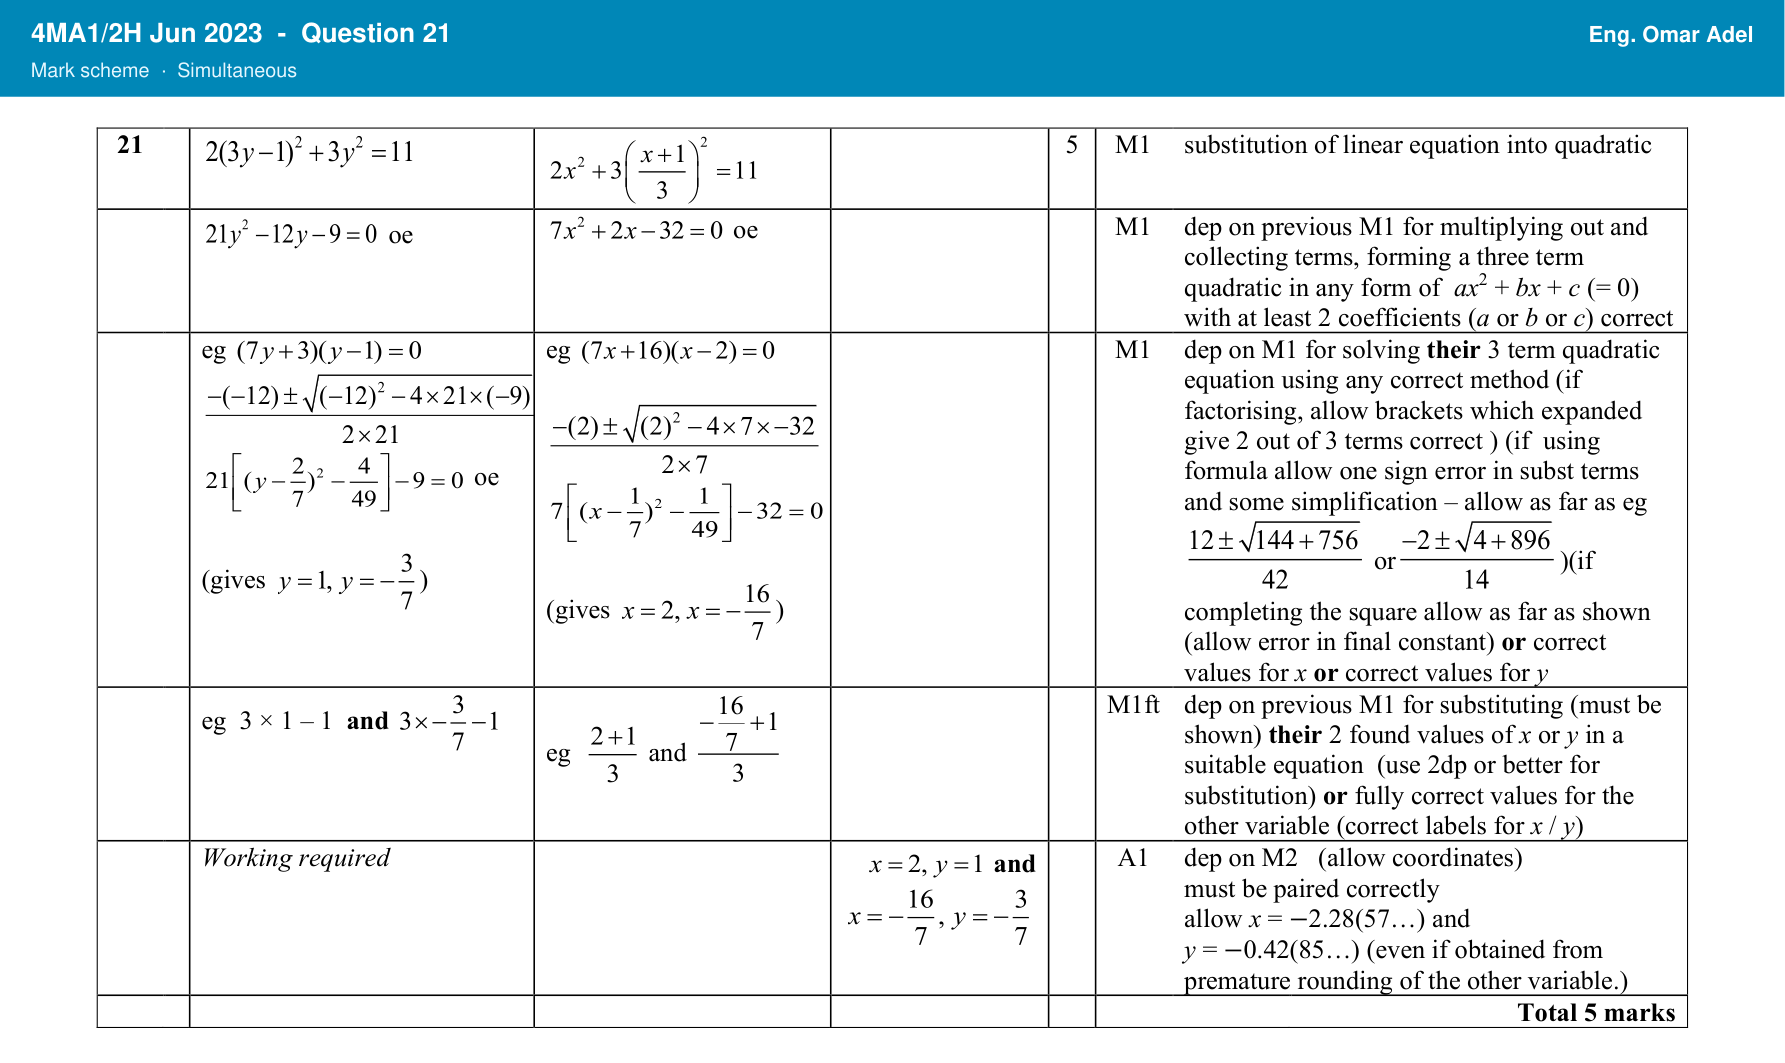 4MA1/2H Jun 2023 - Question 21
Eng. Omar Adel
Mark scheme · Simultaneous
21
2(3y−1)² + 3y² = 11
2x² + 3((x+1)/3)² = 11
5
M1
substitution of linear equation into quadratic
21y² −12y − 9 = 0 oe
7x² + 2x − 32 = 0 oe
M1
dep on previous M1 for multiplying out and
collecting terms, forming a three term
quadratic in any form of ax² + bx + c (= 0)
with at least 2 coefficients (a or b or c) correct
eg (7y+3)(y−1) = 0
(−(−12) ± √((−12)² − 4×21×(−9)))/(2×21)
21[(y − 2/7)² − 4/49] − 9 = 0 oe
(gives y = 1, y = −3/7)
eg (7x+16)(x−2) = 0
(−(2) ± √((2)² − 4×7×−32))/(2×7)
7[(x − 1/7)² − 1/49] − 32 = 0
(gives x = 2, x = −16/7)
M1
dep on M1 for solving their 3 term quadratic
equation using any correct method (if
factorising, allow brackets which expanded
give 2 out of 3 terms correct ) (if using
formula allow one sign error in subst terms
and some simplification – allow as far as eg
(12 ± √(144+756))/42 or (−2 ± √(4+896))/14 )(if
completing the square allow as far as shown
(allow error in final constant) or correct
values for x or correct values for y
eg 3 × 1 – 1 and 3×−3/7−1
eg (2+1)/3 and (−16/7+1)/3
M1ft
dep on previous M1 for substituting (must be
shown) their 2 found values of x or y in a
suitable equation (use 2dp or better for
substitution) or fully correct values for the
other variable (correct labels for x / y)
Working required
x = 2, y = 1 and
x = −16/7, y = −3/7
A1
dep on M2 (allow coordinates)
must be paired correctly
allow x = −2.28(57…) and
y = −0.42(85…) (even if obtained from
premature rounding of the other variable.)
Total 5 marks